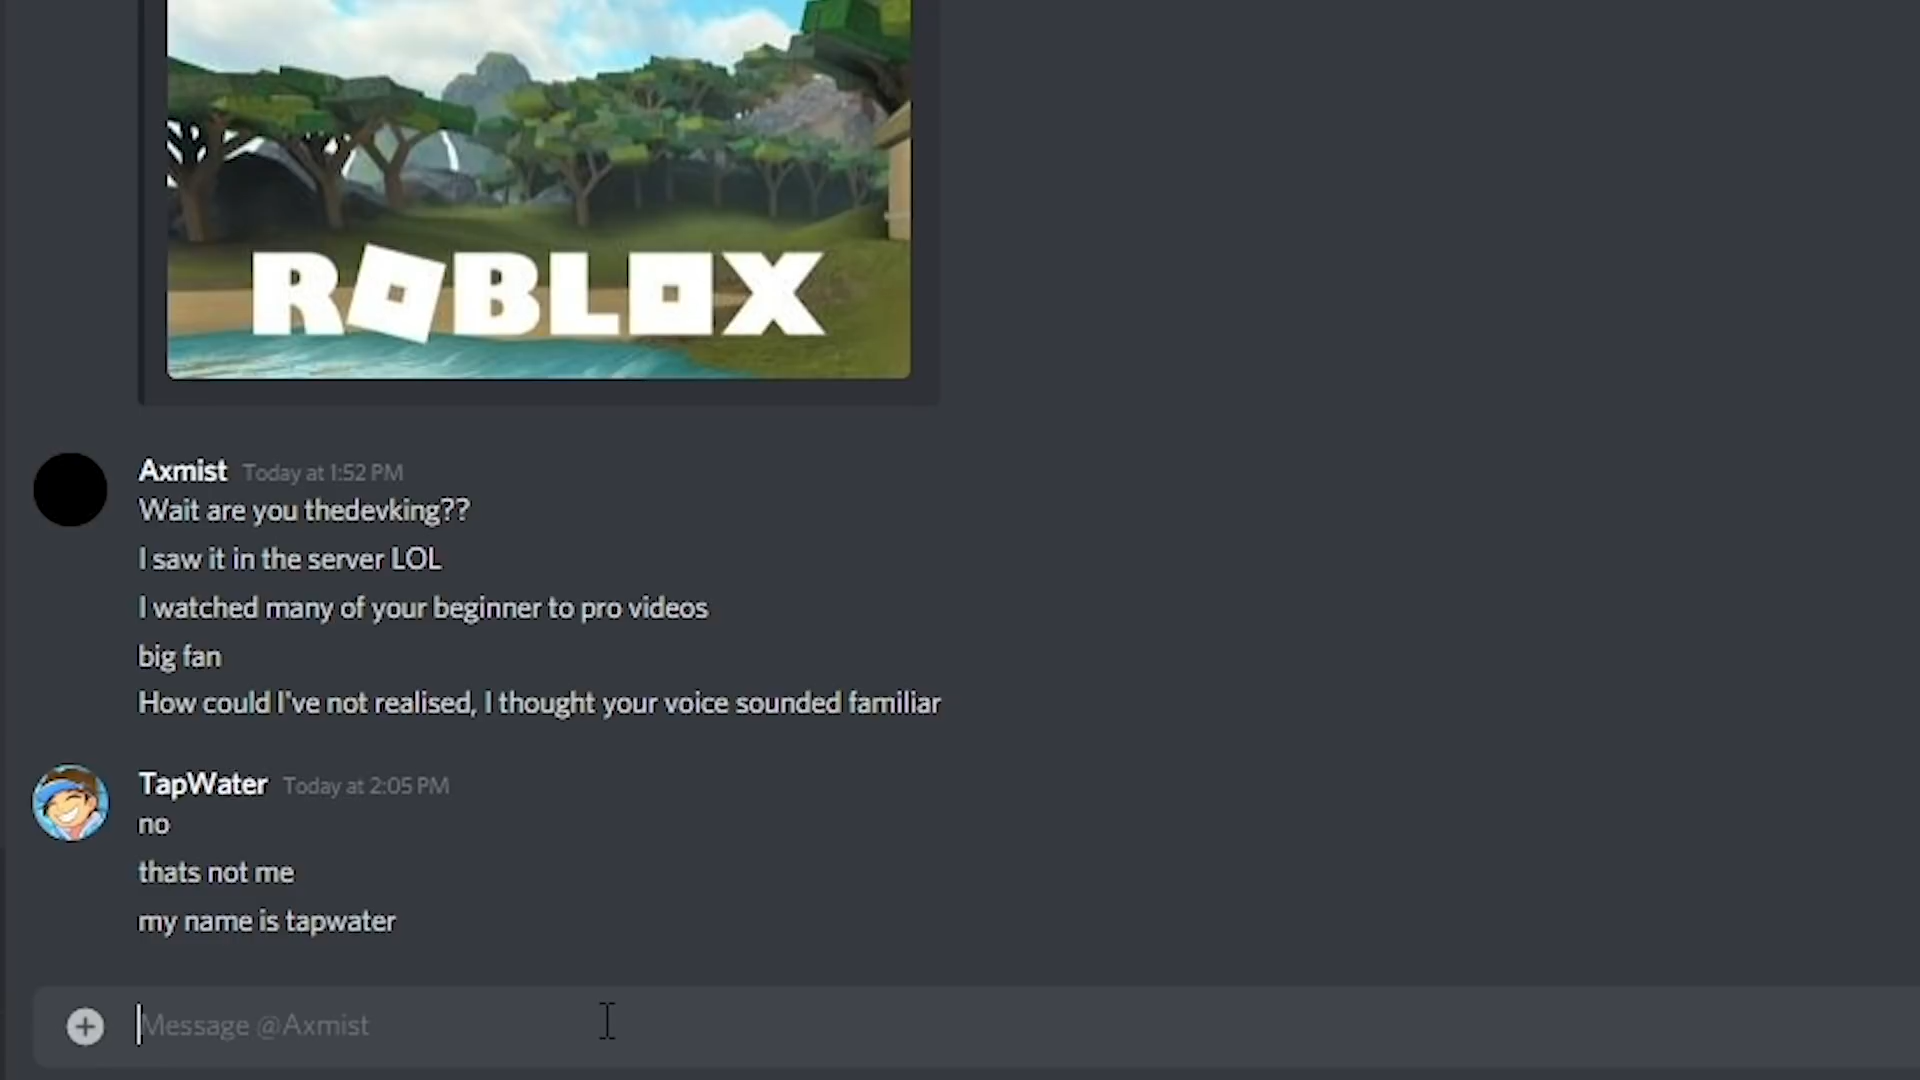 ROBLOX
Axmist Today at 1:52 PM
Wait are you thedevking??
I saw it in the server LOL
I watched many of your beginner to pro videos
big fan
How could I've not realised, I thought your voice sounded familiar
TapWater Today at 2:05 PM
no
thats not me
my name is tapwater
Message @Axmist